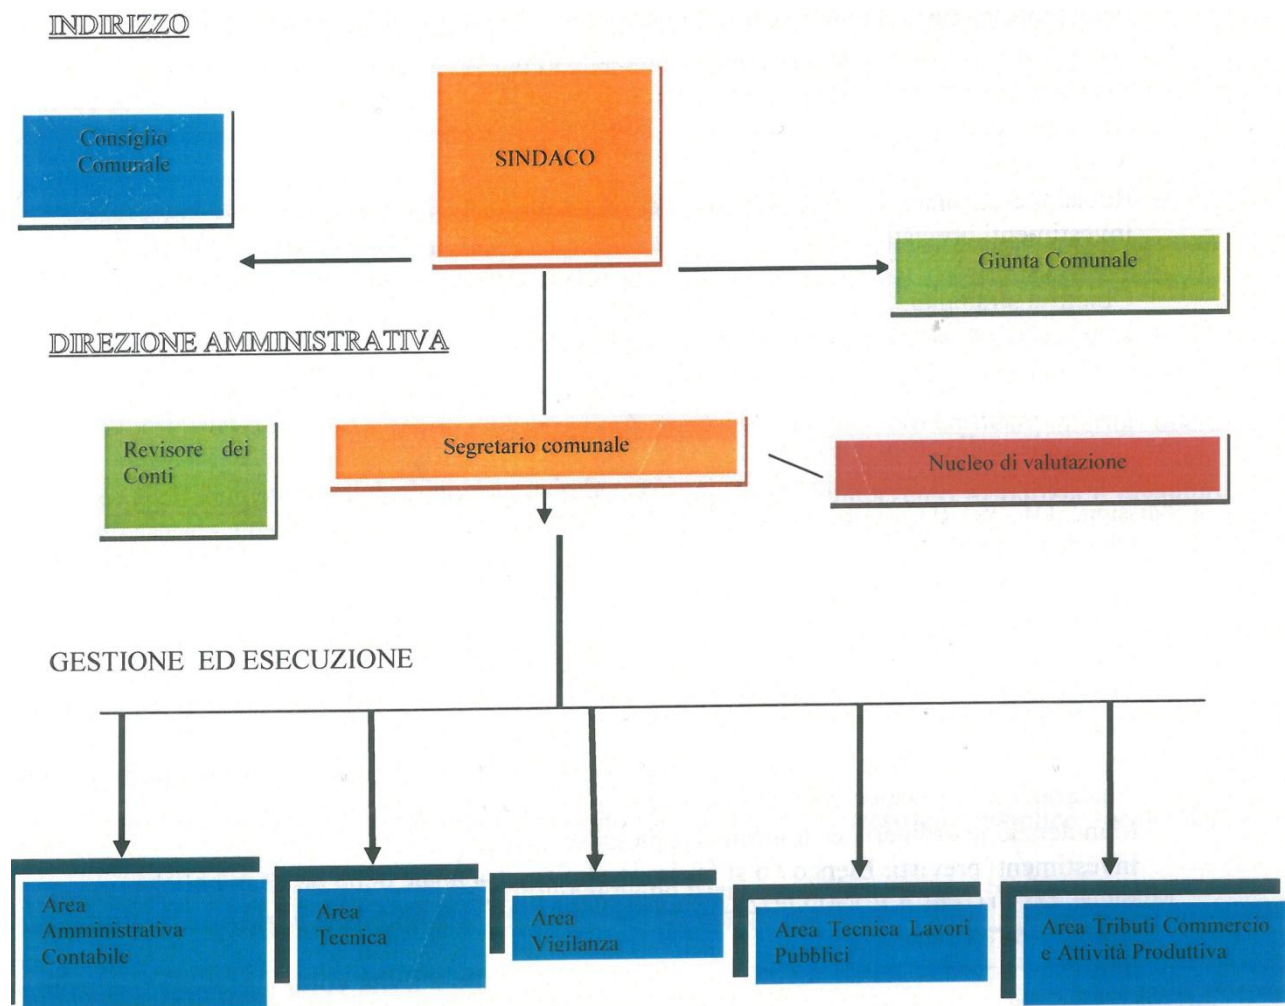 INDIRIZZO
Consiglio
Comunale
SINDACO
Giunta Comunale
DIREZIONE AMMINISTRATIVA
Revisore dei
Conti
Segretario comunale
Nucleo di valutazione
GESTIONE ED ESECUZIONE
Area
Amministrativa
Contabile
Area
Tecnica
Area
Vigilanza
Area Tecnica Lavori
Pubblici
Area Tributi Commercio
e Attività Produttiva